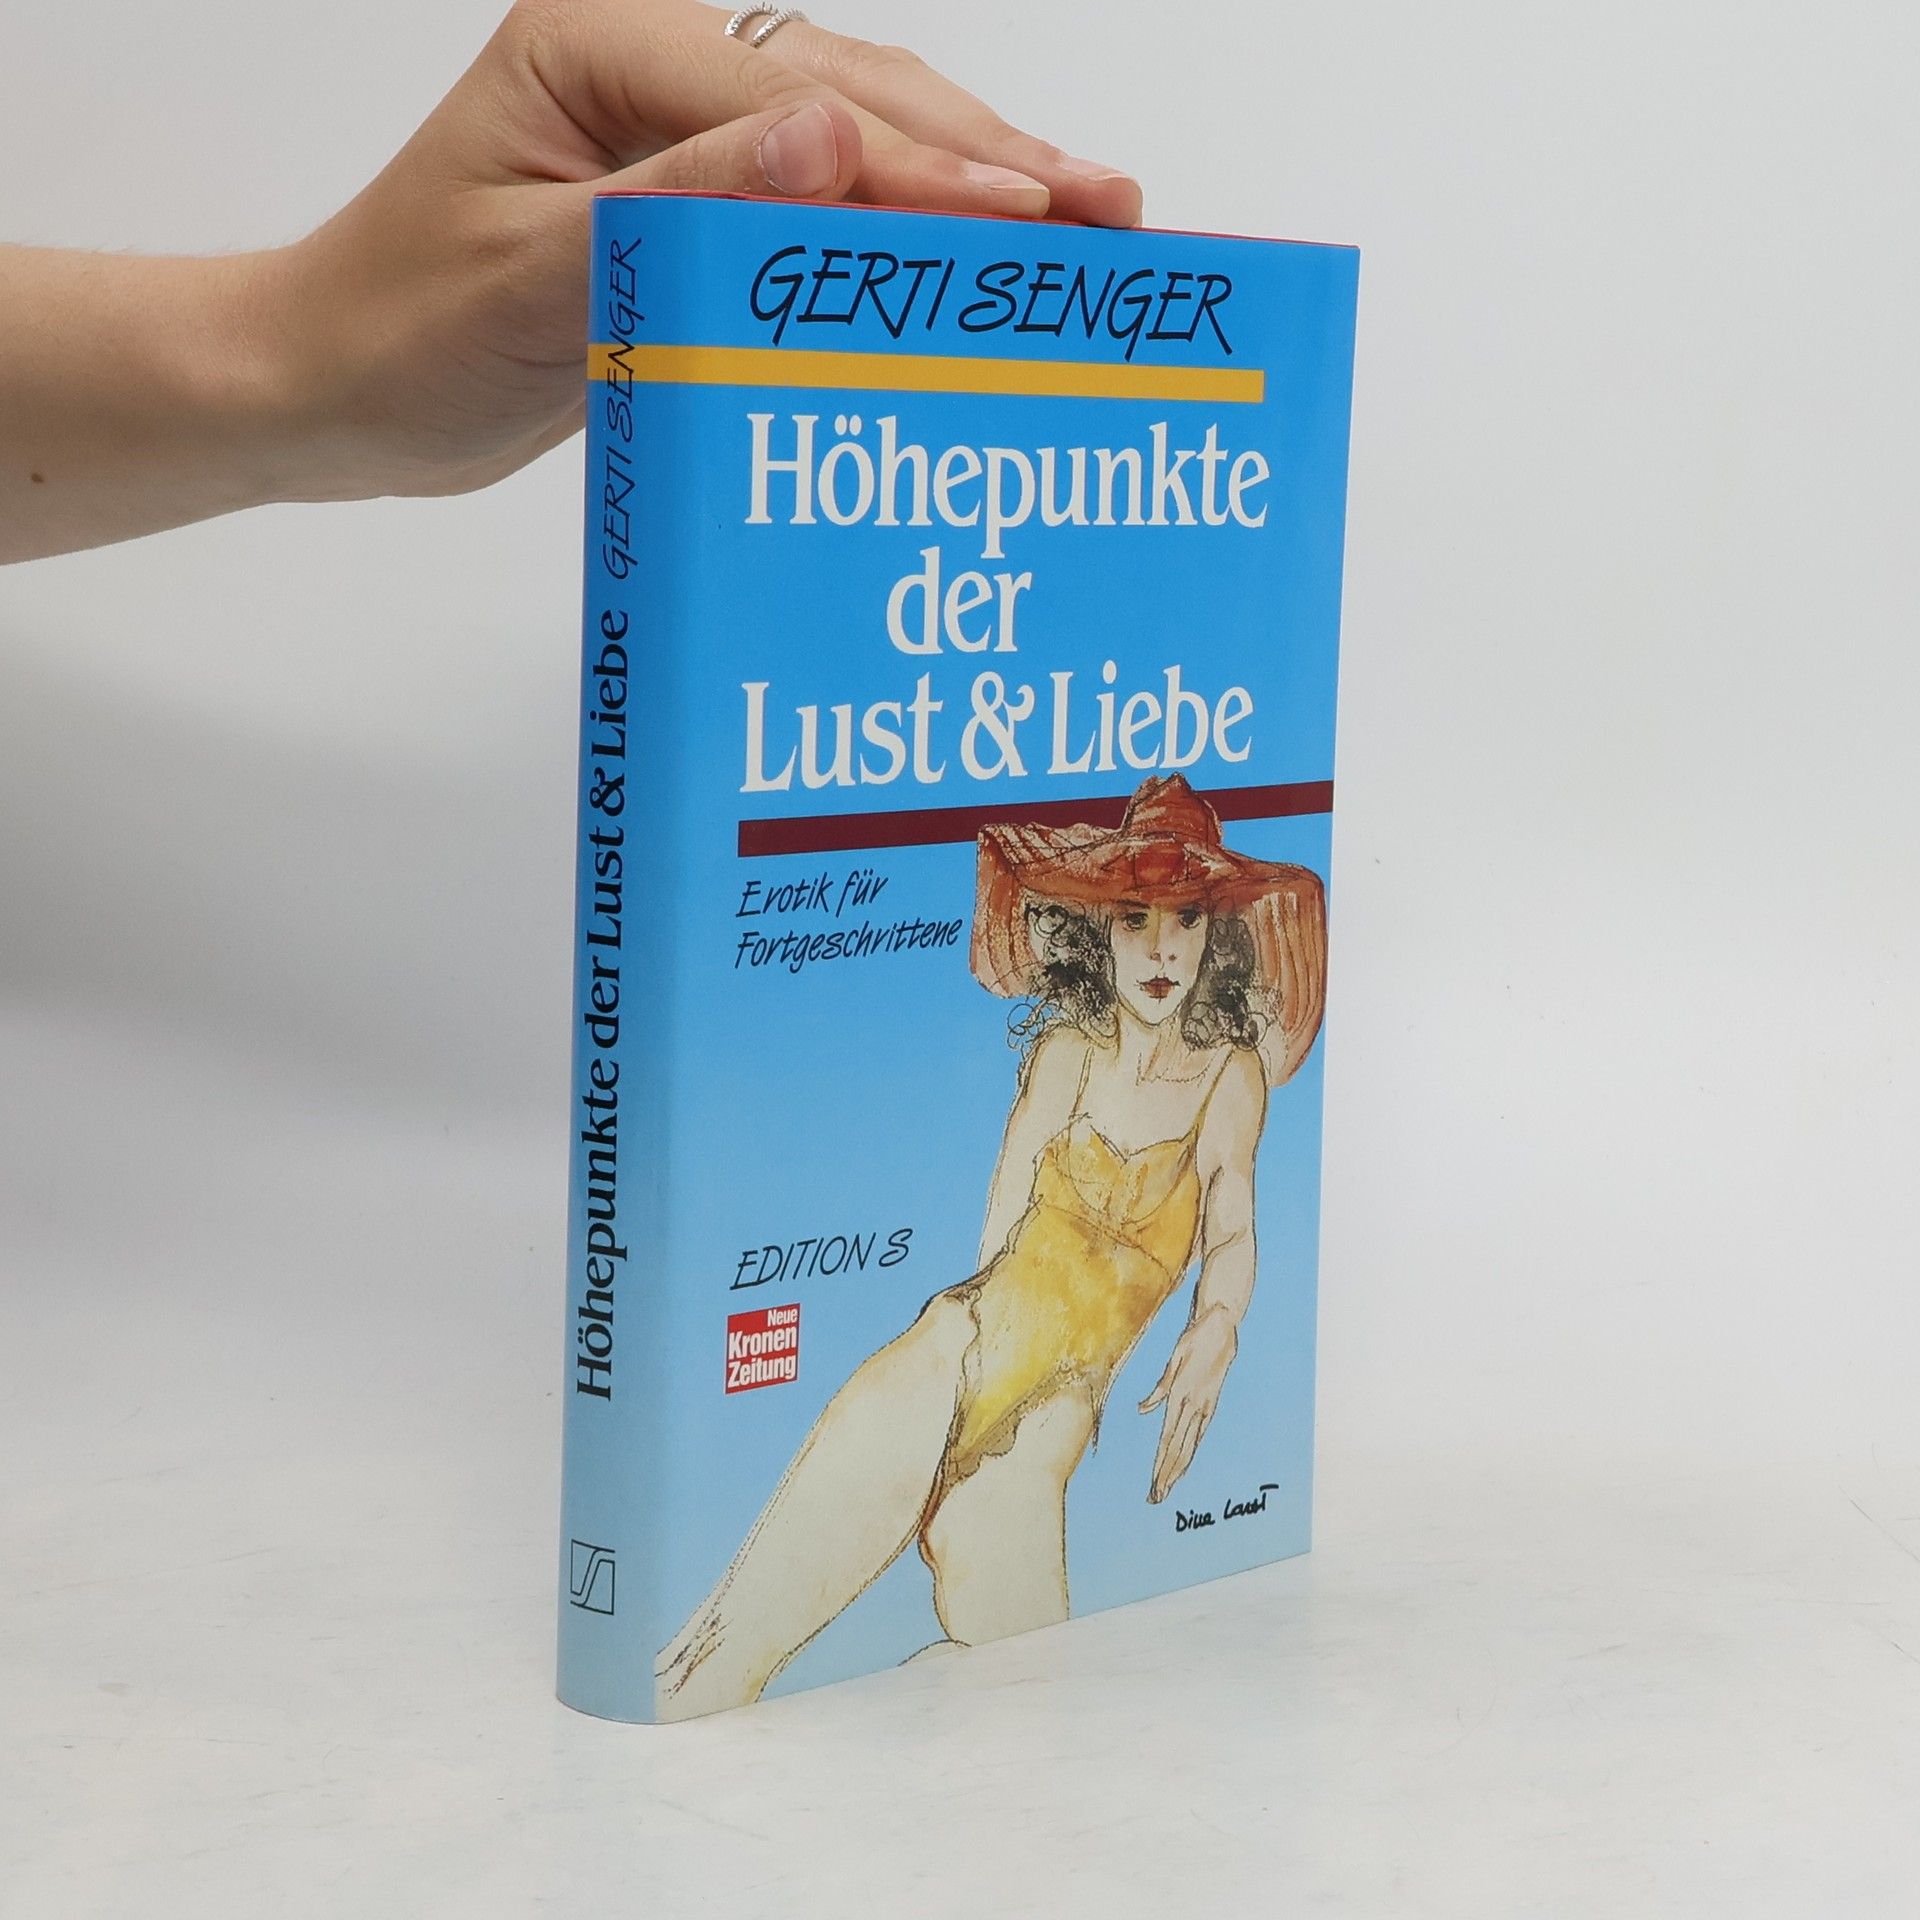 GERTI SENGER
Höhepunkte
der
Lust & Liebe
Erotik für
Fortgeschrittene
EDITION S
Neue
Kronen
Zeitung
Höhepunkte der Lust & Liebe GERTI SENGER